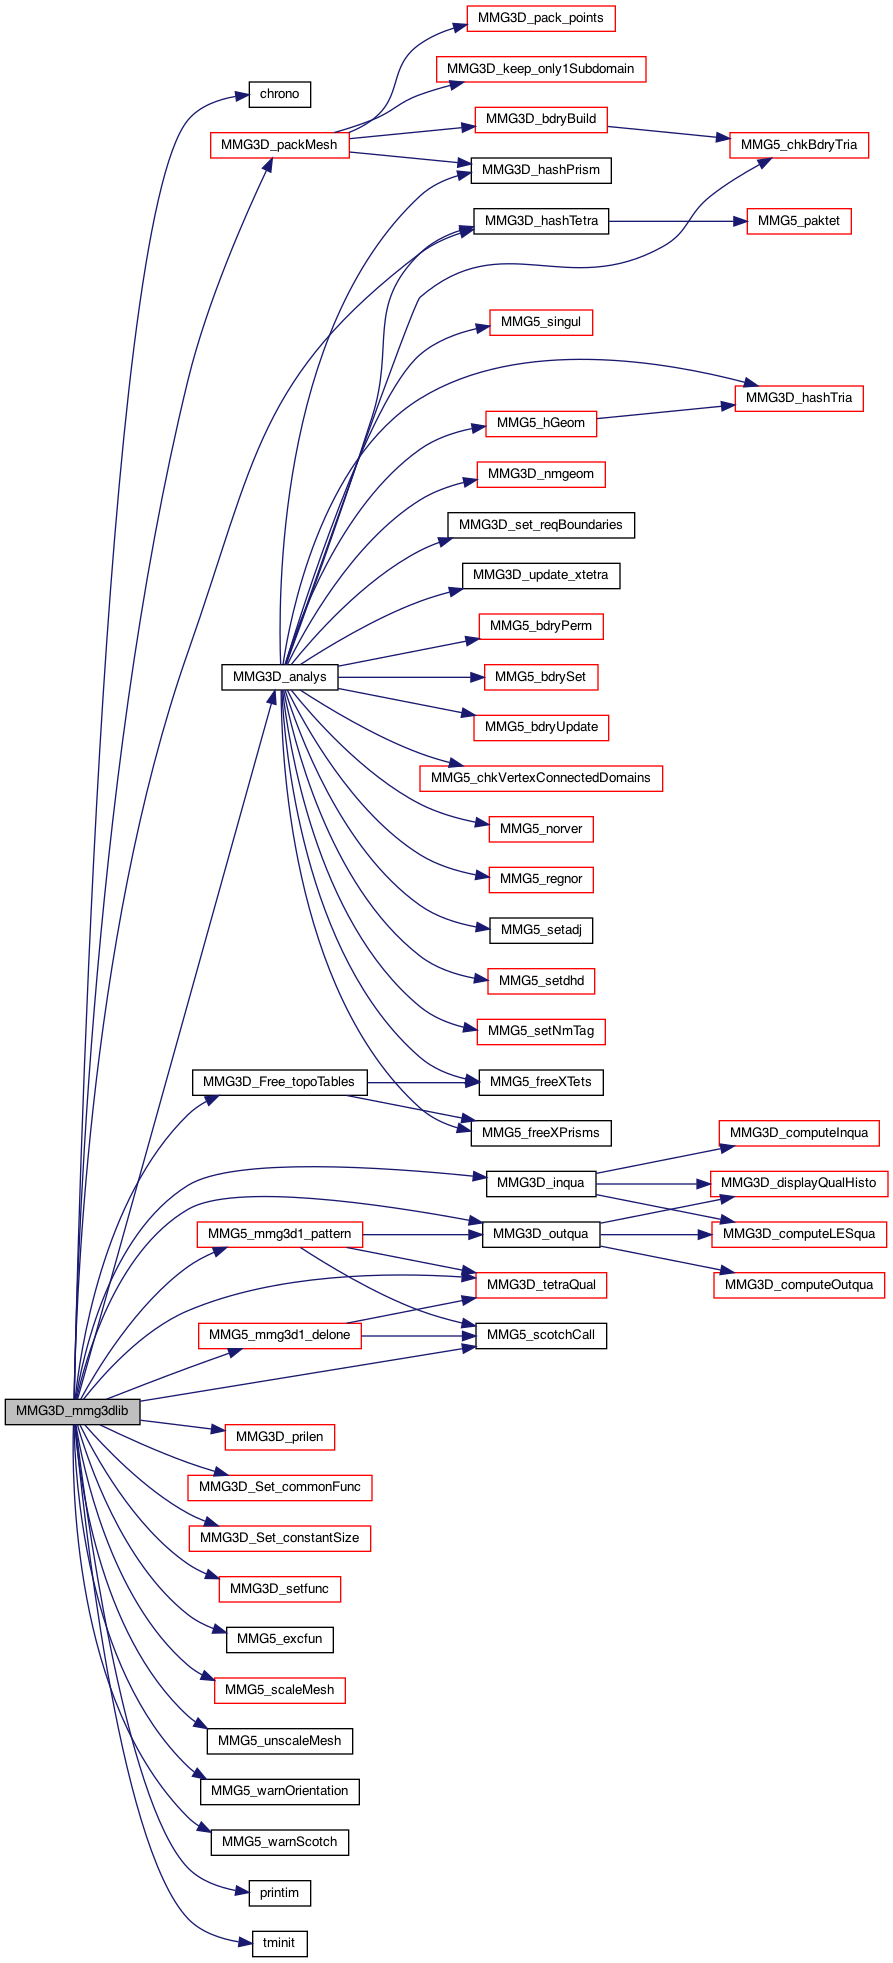 MMG3D_pack_points
MMG3D_keep_only1Subdomain
chrono
MMG3D_bdryBuild
MMG3D_packMesh
MMG5_chkBdryTria
MMG3D_hashPrism
MMG3D_hashTetra
MMG5_paktet
MMG5_singul
MMG3D_hashTria
MMG5_hGeom
MMG3D_nmgeom
MMG3D_set_reqBoundaries
MMG3D_update_xtetra
MMG5_bdryPerm
MMG3D_analys
MMG5_bdrySet
MMG5_bdryUpdate
MMG5_chkVertexConnectedDomains
MMG5_norver
MMG5_regnor
MMG5_setadj
MMG5_setdhd
MMG5_setNmTag
MMG3D_Free_topoTables
MMG5_freeXTets
MMG5_freeXPrisms
MMG3D_computeInqua
MMG3D_inqua
MMG3D_displayQualHisto
MMG5_mmg3d1_pattern
MMG3D_outqua
MMG3D_computeLESqua
MMG3D_tetraQual
MMG3D_computeOutqua
MMG5_mmg3d1_delone
MMG5_scotchCall
MMG3D_mmg3dlib
MMG3D_prilen
MMG3D_Set_commonFunc
MMG3D_Set_constantSize
MMG3D_setfunc
MMG5_excfun
MMG5_scaleMesh
MMG5_unscaleMesh
MMG5_warnOrientation
MMG5_warnScotch
printim
tminit